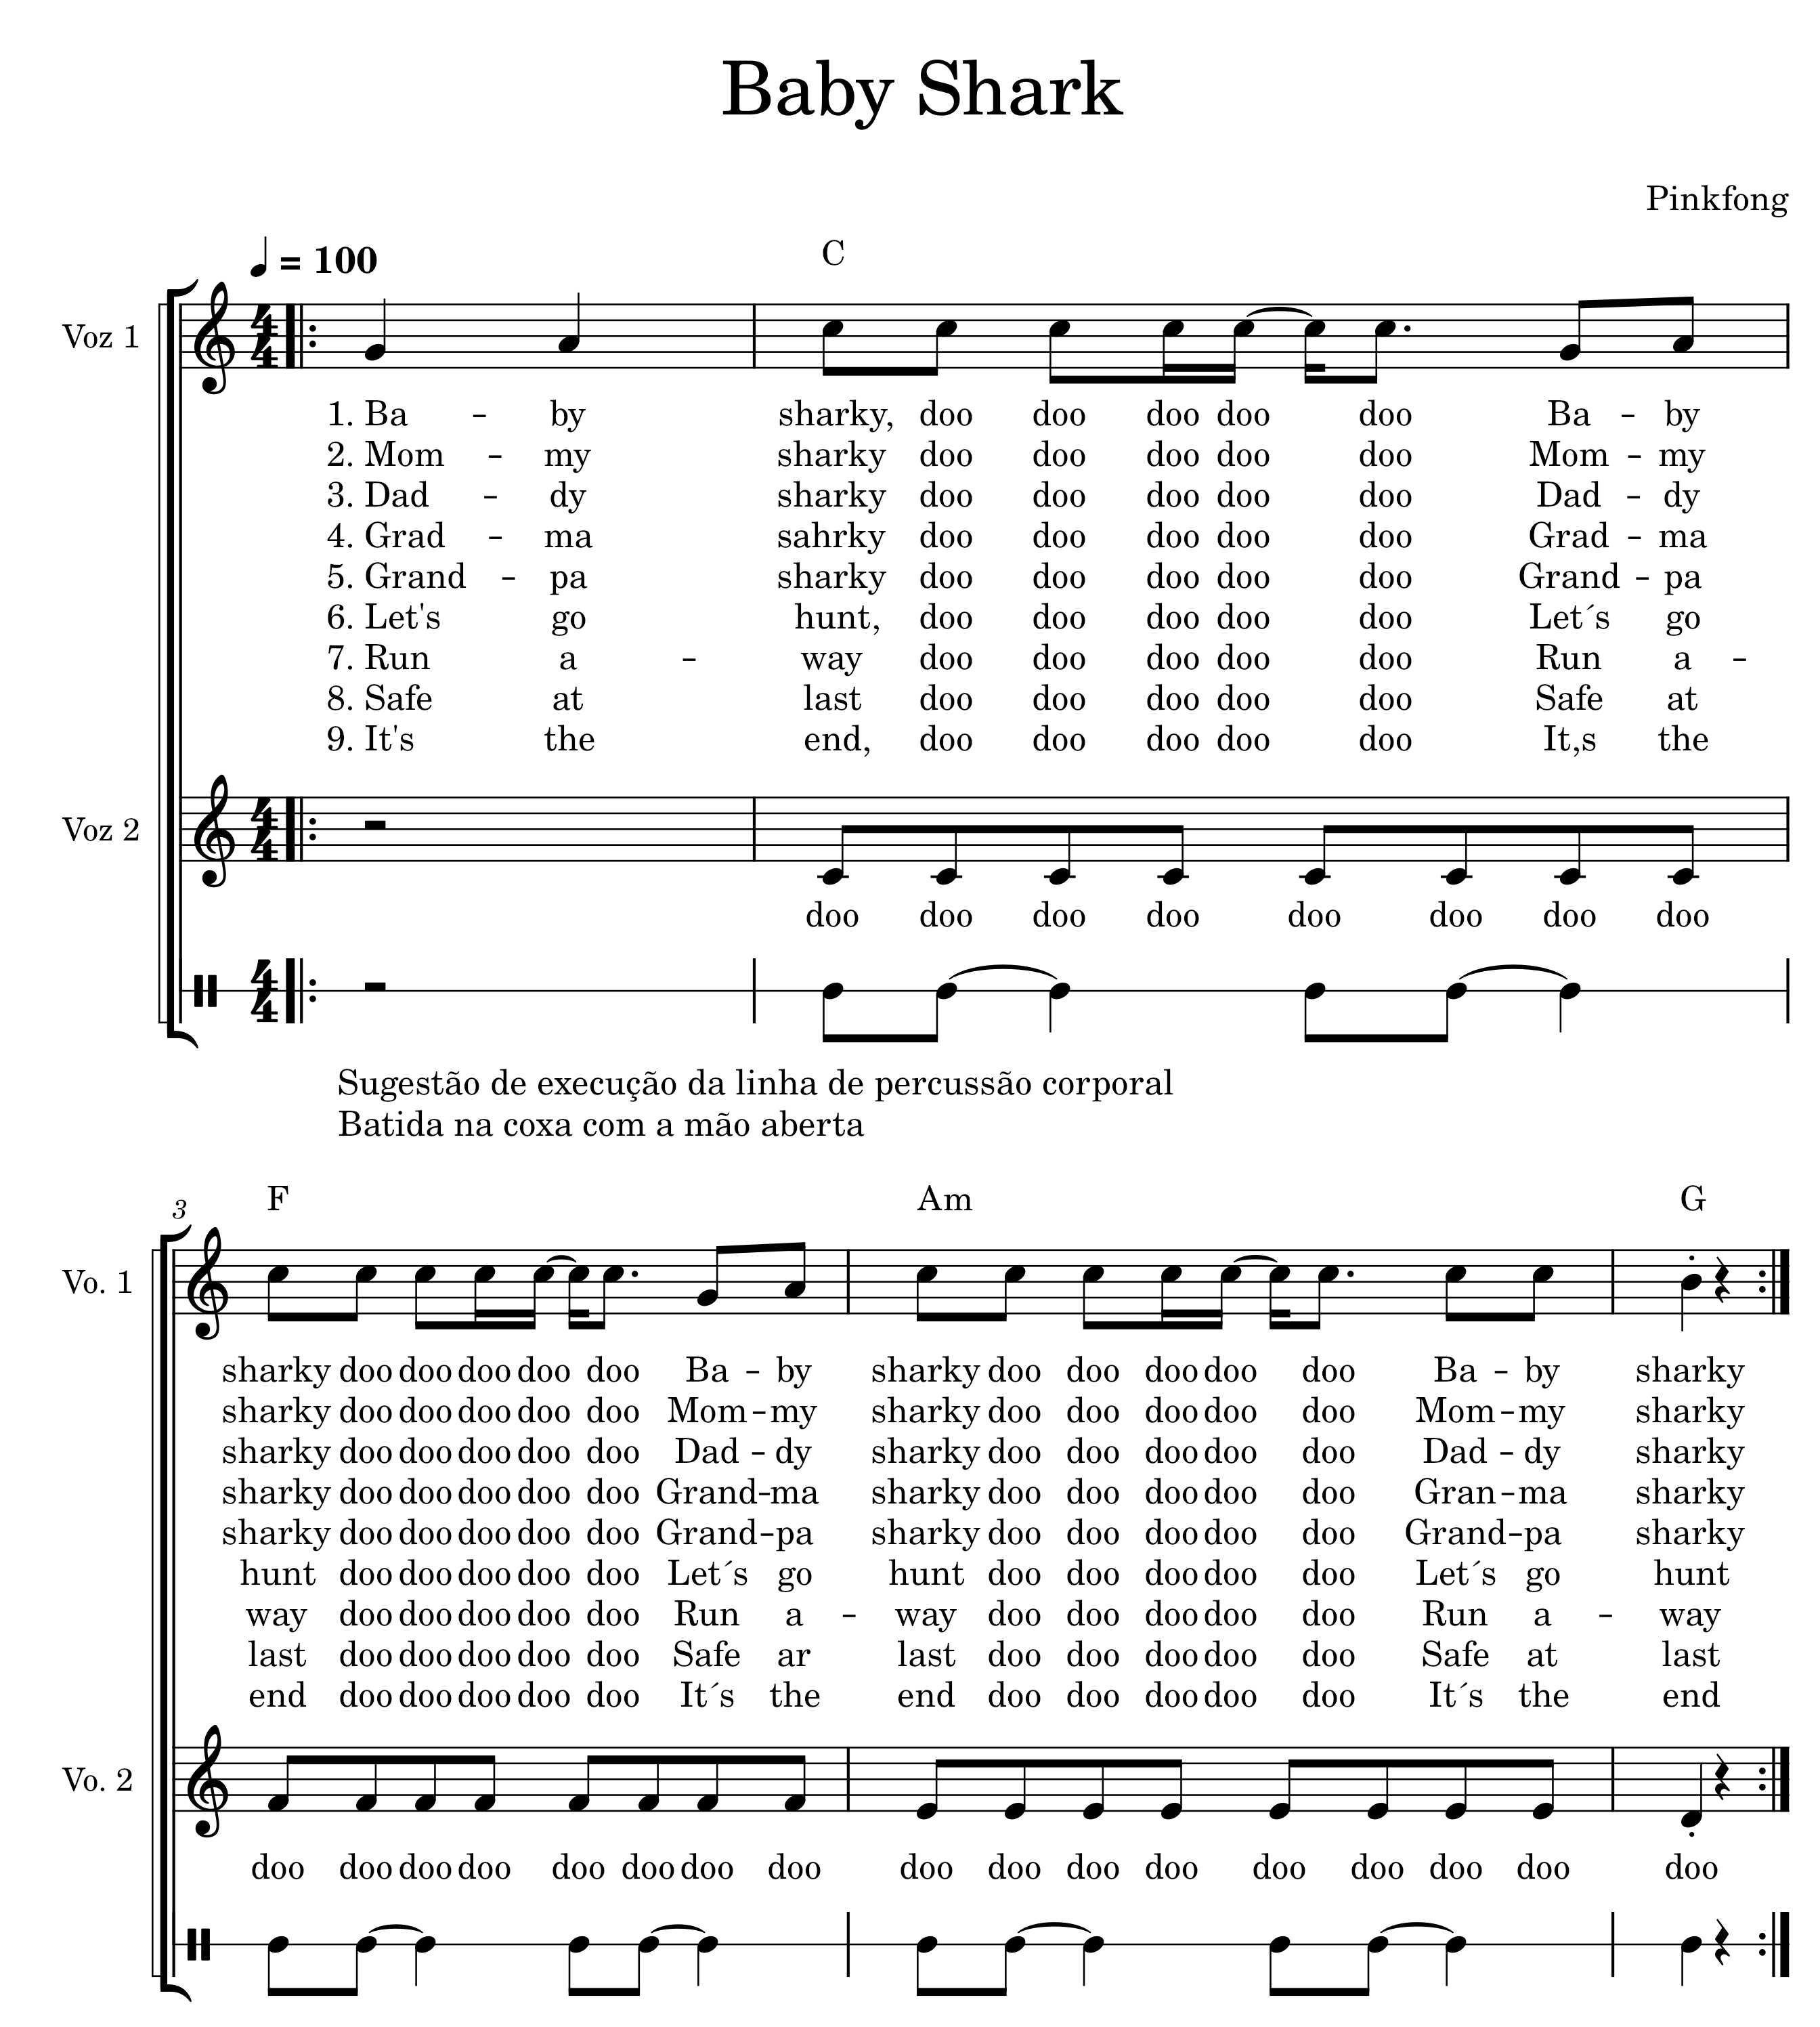 Baby Shark
Pinkfong
♩ = 100
C
Voz 1
4/4
1. Ba - by sharky, doo doo doo doo doo Ba - by
2. Mom - my sharky doo doo doo doo doo Mom - my
3. Dad - dy sharky doo doo doo doo doo Dad - dy
4. Grad - ma sahrky doo doo doo doo doo Grad - ma
5. Grand - pa sharky doo doo doo doo doo Grand - pa
6. Let's go hunt, doo doo doo doo doo Let´s go
7. Run a - way doo doo doo doo doo Run a -
8. Safe at last doo doo doo doo doo Safe at
9. It's the end, doo doo doo doo doo It,s the
Voz 2
4/4
doo doo doo doo doo doo doo doo
4/4
Sugestão de execução da linha de percussão corporal
Batida na coxa com a mão aberta
3 F Am G
Vo. 1
sharky doo doo doo doo doo Ba - by sharky doo doo doo doo doo Ba - by sharky
sharky doo doo doo doo doo Mom - my sharky doo doo doo doo doo Mom - my sharky
sharky doo doo doo doo doo Dad - dy sharky doo doo doo doo doo Dad - dy sharky
sharky doo doo doo doo doo Grand - ma sharky doo doo doo doo doo Gran - ma sharky
sharky doo doo doo doo doo Grand - pa sharky doo doo doo doo doo Grand - pa sharky
hunt doo doo doo doo doo Let´s go hunt doo doo doo doo doo Let´s go hunt
way doo doo doo doo doo Run a - way doo doo doo doo doo Run a - way
last doo doo doo doo doo Safe ar last doo doo doo doo doo Safe at last
end doo doo doo doo doo It´s the end doo doo doo doo doo It´s the end
Vo. 2
doo doo doo doo doo doo doo doo doo doo doo doo doo doo doo doo doo